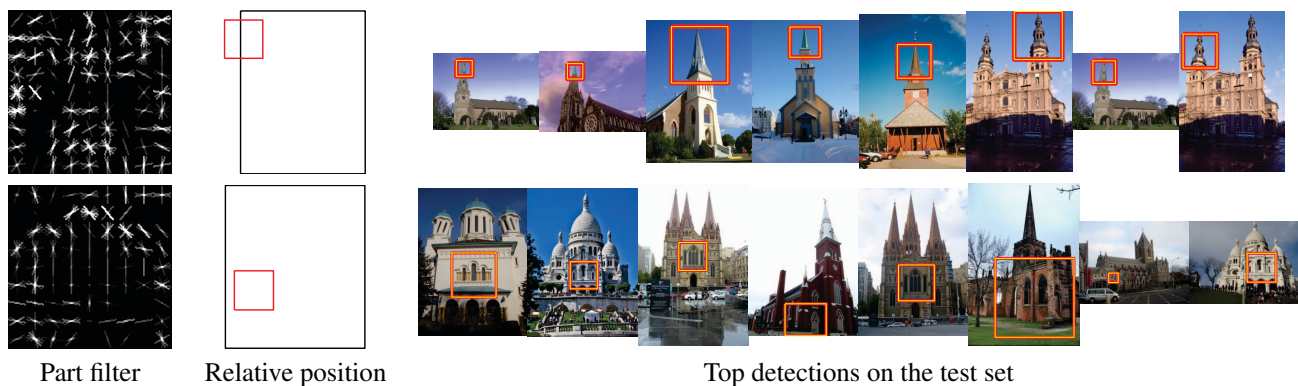 Part filter
Relative position
Top detections on the test set